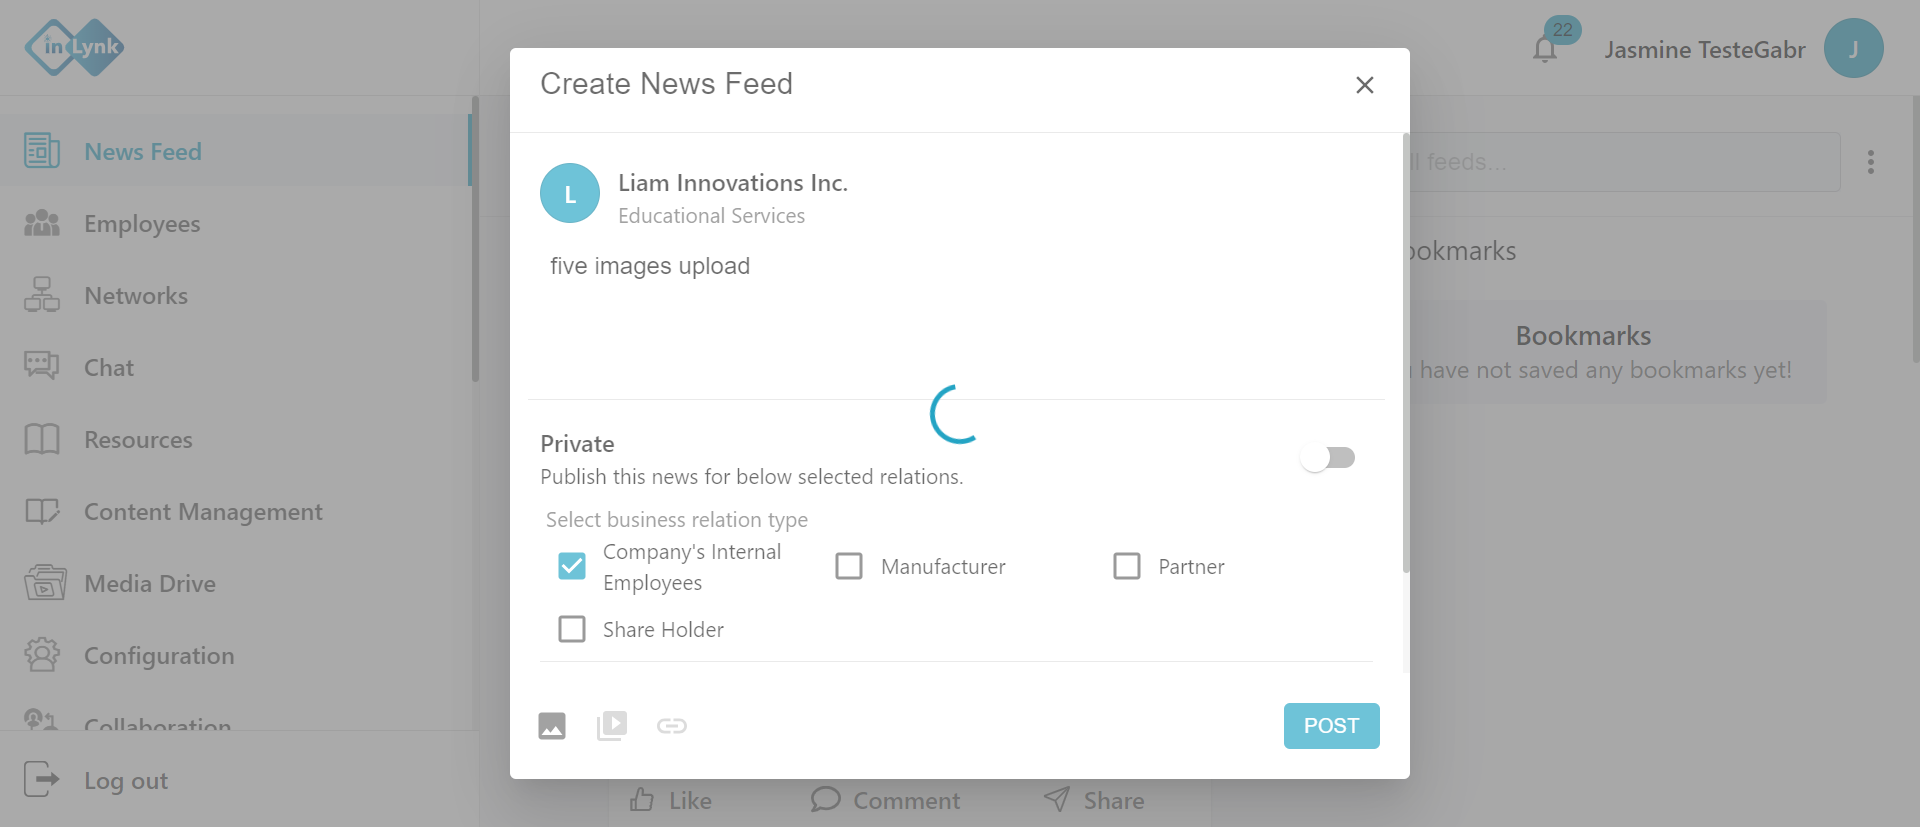 in Lynk
22
Jasmine TesteGabr
J
News Feed
Employees
Networks
Chat
Resources
Content Management
Media Drive
Configuration
Collaboration
Log out
Create News Feed
L
Liam Innovations Inc.
Educational Services
five images upload
Private
Publish this news for below selected relations.
Select business relation type
Company's Internal
Employees
Manufacturer
Partner
Share Holder
POST
feeds...
ookmarks
Bookmarks
have not saved any bookmarks yet!
Like
Comment
Share